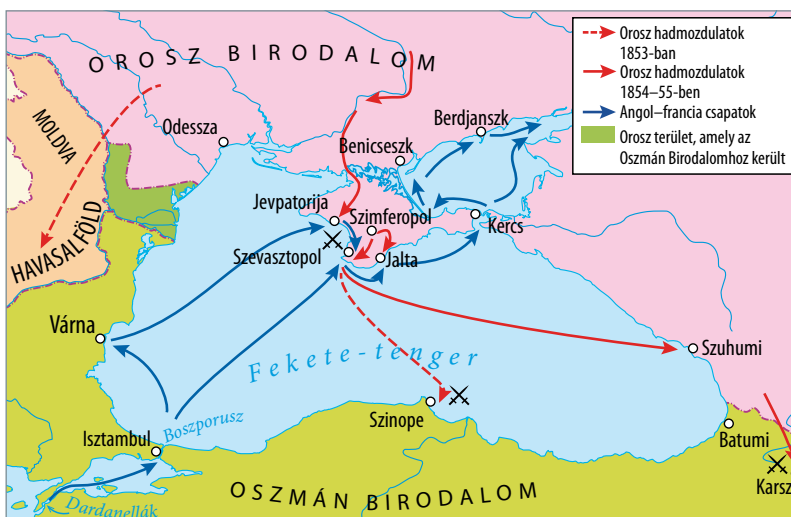 OROSZ BIRODALOM
Orosz hadmozdulatok
1853-ban
Orosz hadmozdulatok
1854–55-ben
Angol–francia csapatok
Orosz terület, amely az
Oszmán Birodalomhoz került
MOLDVA
Odessza
Berdjanszk
Benicseszk
Jevpatorija
Szimferopol
Kercs
HAVASALFÖLD
Szevasztopol
Jalta
Várna
Fekete-tenger
Szuhumi
Szinope
Boszporusz
Isztambul
Batumi
Karsz
OSZMÁN BIRODALOM
Dardanellák